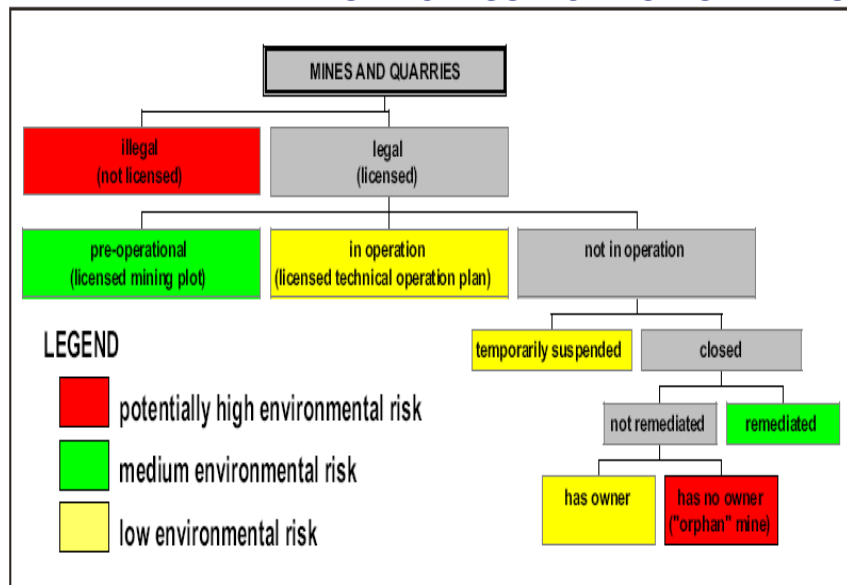 MINES AND QUARRIES
illegal
(not licensed)
legal
(licensed)
pre-operational
(licensed mining plot)
in operation
(licensed technical operation plan)
not in operation
LEGEND
temporarily suspended
closed
potentially high environmental risk
not remediated
remediated
medium environmental risk
has owner
has no owner
("orphan" mine)
low environmental risk